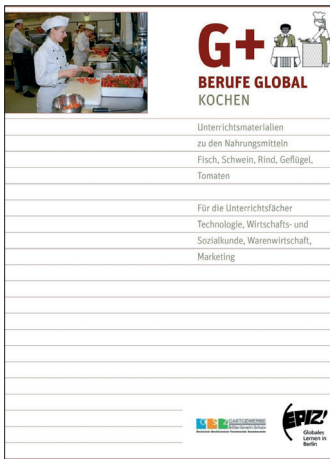 G+
BERUFE GLOBAL
KOCHEN
Unterrichtsmaterialien
zu den Nahrungsmitteln
Fisch, Schwein, Rind, Geflügel,
Tomaten
Für die Unterrichtsfächer
Technologie, Wirtschafts- und
Sozialkunde, Warenwirtschaft,
Marketing
GASTGEWERBE
EPIZ!
Globales
Lernen in
Berlin